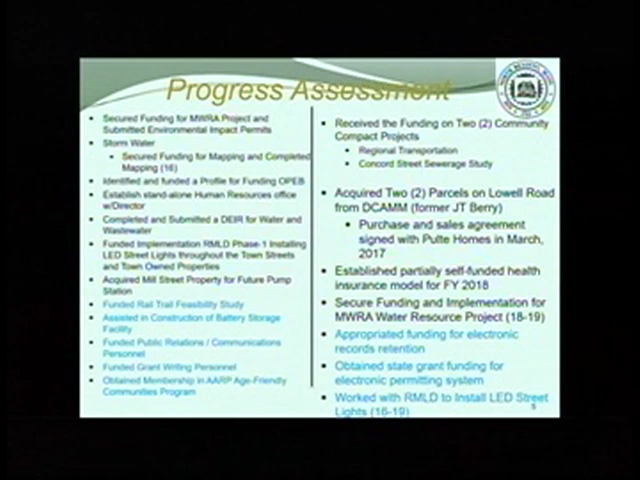 Progress Assessment
Secured Funding for MWRA Project and
Submitted Environmental Impact Permits
Storm Water
Secured Funding for Mapping and Completed
Mapping (16)
Identified and funded a Profile for Funding OPEB
Establish stand-alone Human Resources office
w/Director
Completed and Submitted a DEIR for Water and
Wastewater
Funded Implementation RMLD Phase-1 Installing
LED Street Lights throughout the Town Streets
and Town Owned Properties
Acquired Mill Street Property for Future Pump
Station
Funded Rail Trail Feasibility Study
Assisted in Construction of Battery Storage
Facility
Funded Public Relations / Communications
Personnel
Funded Grant Writing Personnel
Obtained Membership in AARP Age-Friendly
Communities Program
Received the Funding on Two (2) Community
Compact Projects
Regional Transportation
Concord Street Sewerage Study
Acquired Two (2) Parcels on Lowell Road
from DCAMM (former JT Berry)
Purchase and sales agreement
signed with Pulte Homes in March,
2017
Established partially self-funded health
insurance model for FY 2018
Secure Funding and Implementation for
MWRA Water Resource Project (18-19)
Appropriated funding for electronic
records retention
Obtained state grant funding for
electronic permitting system
Worked with RMLD to Install LED Street
Lights (16-19)
5